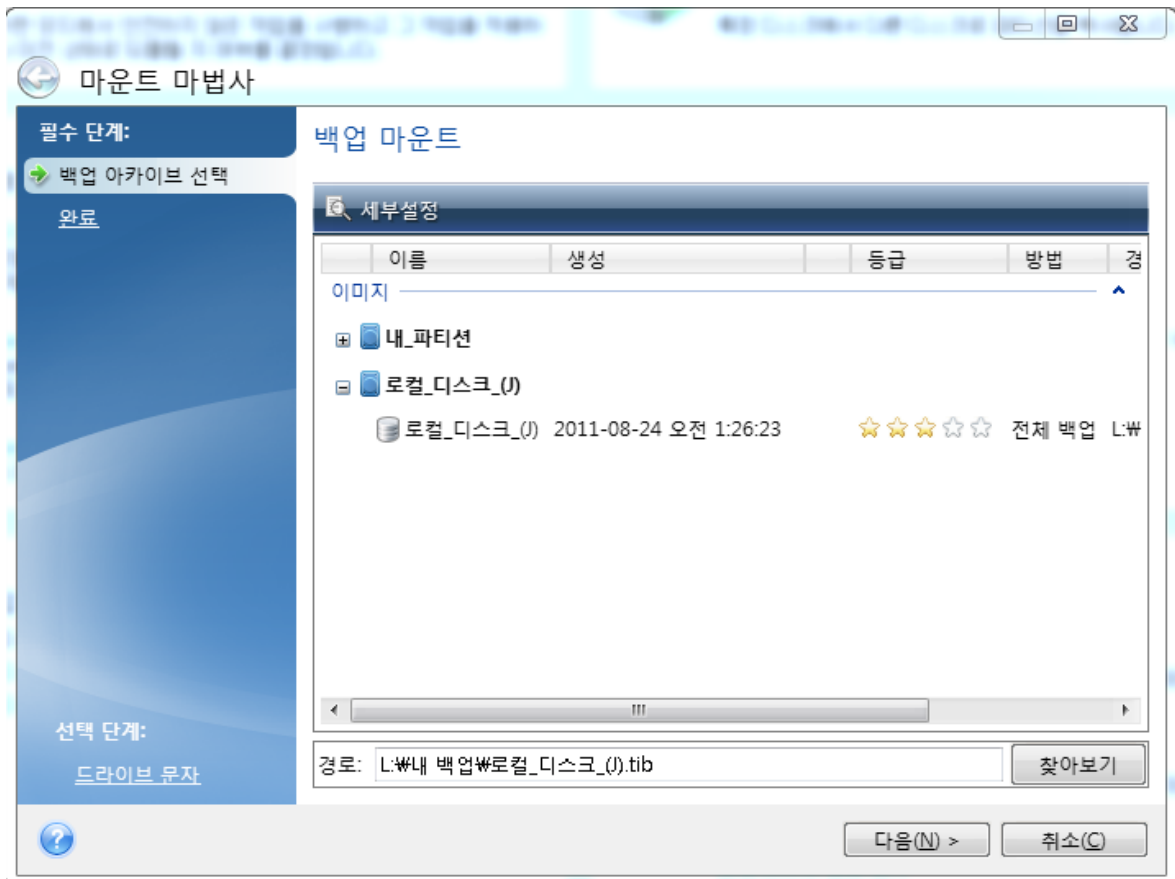 마운트 마법사
필수 단계:
백업 아카이브 선택
완료
선택 단계:
드라이브 문자
백업 마운트
세부설정
이름 생성 등급 방법 경
이미지
내_파티션
로컬_디스크_(J)
로컬_디스크_(J) 2011-08-24 오전 1:26:23 전체 백업 L:₩
경로: L:₩내 백업₩로컬_디스크_(J).tib 찾아보기
다음(N) > 취소(C)